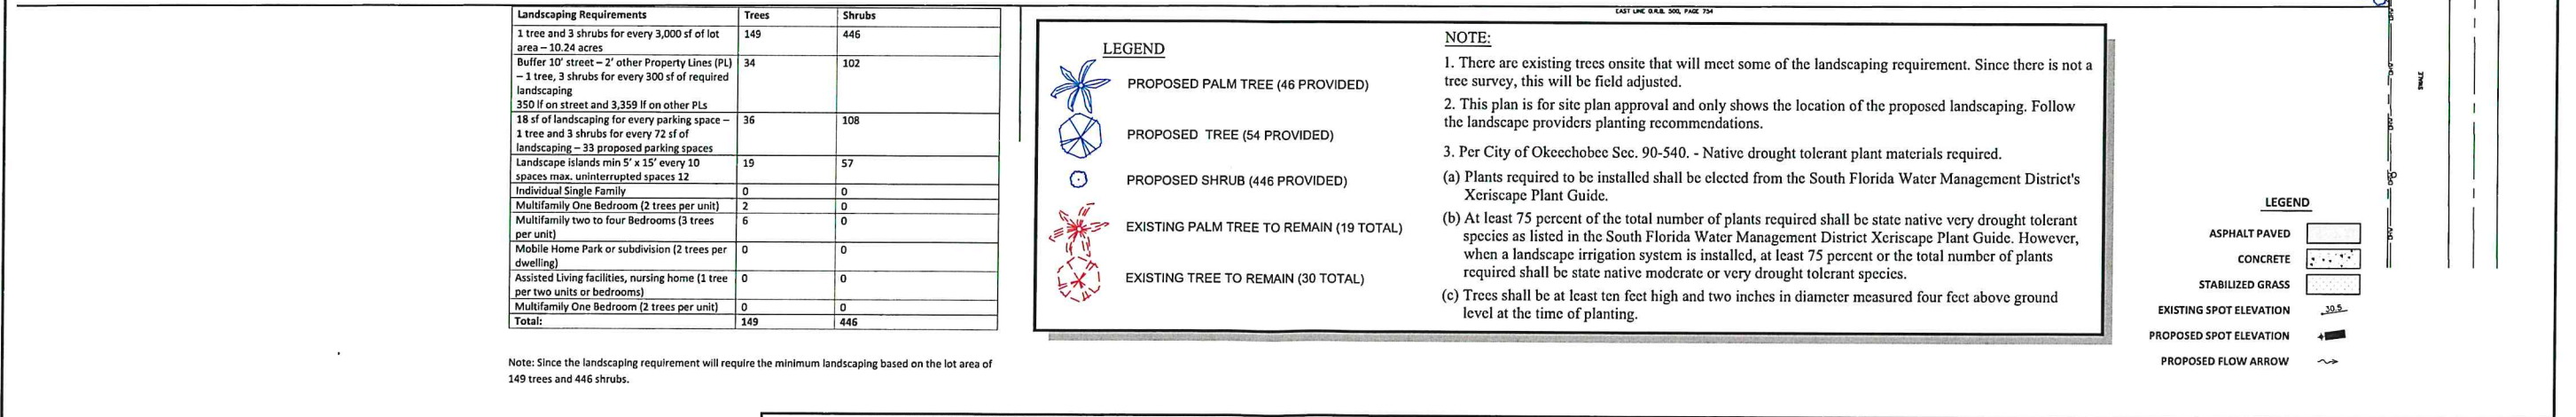 Landscaping Requirements Trees Shrubs
1 tree and 3 shrubs for every 3,000 sf of lot 149 446
area – 10.24 acres
Buffer 10' street – 2' other Property Lines (PL) 34 102
– 1 tree, 3 shrubs for every 300 sf of required
landscaping
350 lf on street and 3,359 lf on other PLs
18 sf of landscaping for every parking space – 36 108
1 tree and 3 shrubs for every 72 sf of
landscaping – 33 proposed parking spaces
Landscape islands min 5' x 15' every 10 19 57
spaces max. uninterrupted spaces 12
Individual Single Family 0 0
Multifamily One Bedroom (2 trees per unit) 2 0
Multifamily two to four Bedrooms (3 trees 6 0
per unit)
Mobile Home Park or subdivision (2 trees per 0 0
dwelling)
Assisted Living facilities, nursing home (1 tree 0 0
per two units or bedrooms)
Multifamily One Bedroom (2 trees per unit) 0 0
Total: 149 446
Note: Since the landscaping requirement will require the minimum landscaping based on the lot area of
149 trees and 446 shrubs.
EAST LINE O.R.B. 500, PAGE 754
LEGEND
PROPOSED PALM TREE (46 PROVIDED)
PROPOSED TREE (54 PROVIDED)
PROPOSED SHRUB (446 PROVIDED)
EXISTING PALM TREE TO REMAIN (19 TOTAL)
EXISTING TREE TO REMAIN (30 TOTAL)
NOTE:
1. There are existing trees onsite that will meet some of the landscaping requirement. Since there is not a
tree survey, this will be field adjusted.
2. This plan is for site plan approval and only shows the location of the proposed landscaping. Follow
the landscape providers planting recommendations.
3. Per City of Okeechobee Sec. 90-540. - Native drought tolerant plant materials required.
(a) Plants required to be installed shall be elected from the South Florida Water Management District's
Xeriscape Plant Guide.
(b) At least 75 percent of the total number of plants required shall be state native very drought tolerant
species as listed in the South Florida Water Management District Xeriscape Plant Guide. However,
when a landscape irrigation system is installed, at least 75 percent or the total number of plants
required shall be state native moderate or very drought tolerant species.
(c) Trees shall be at least ten feet high and two inches in diameter measured four feet above ground
level at the time of planting.
LEGEND
ASPHALT PAVED
CONCRETE
STABILIZED GRASS
EXISTING SPOT ELEVATION 30.5
PROPOSED SPOT ELEVATION
PROPOSED FLOW ARROW